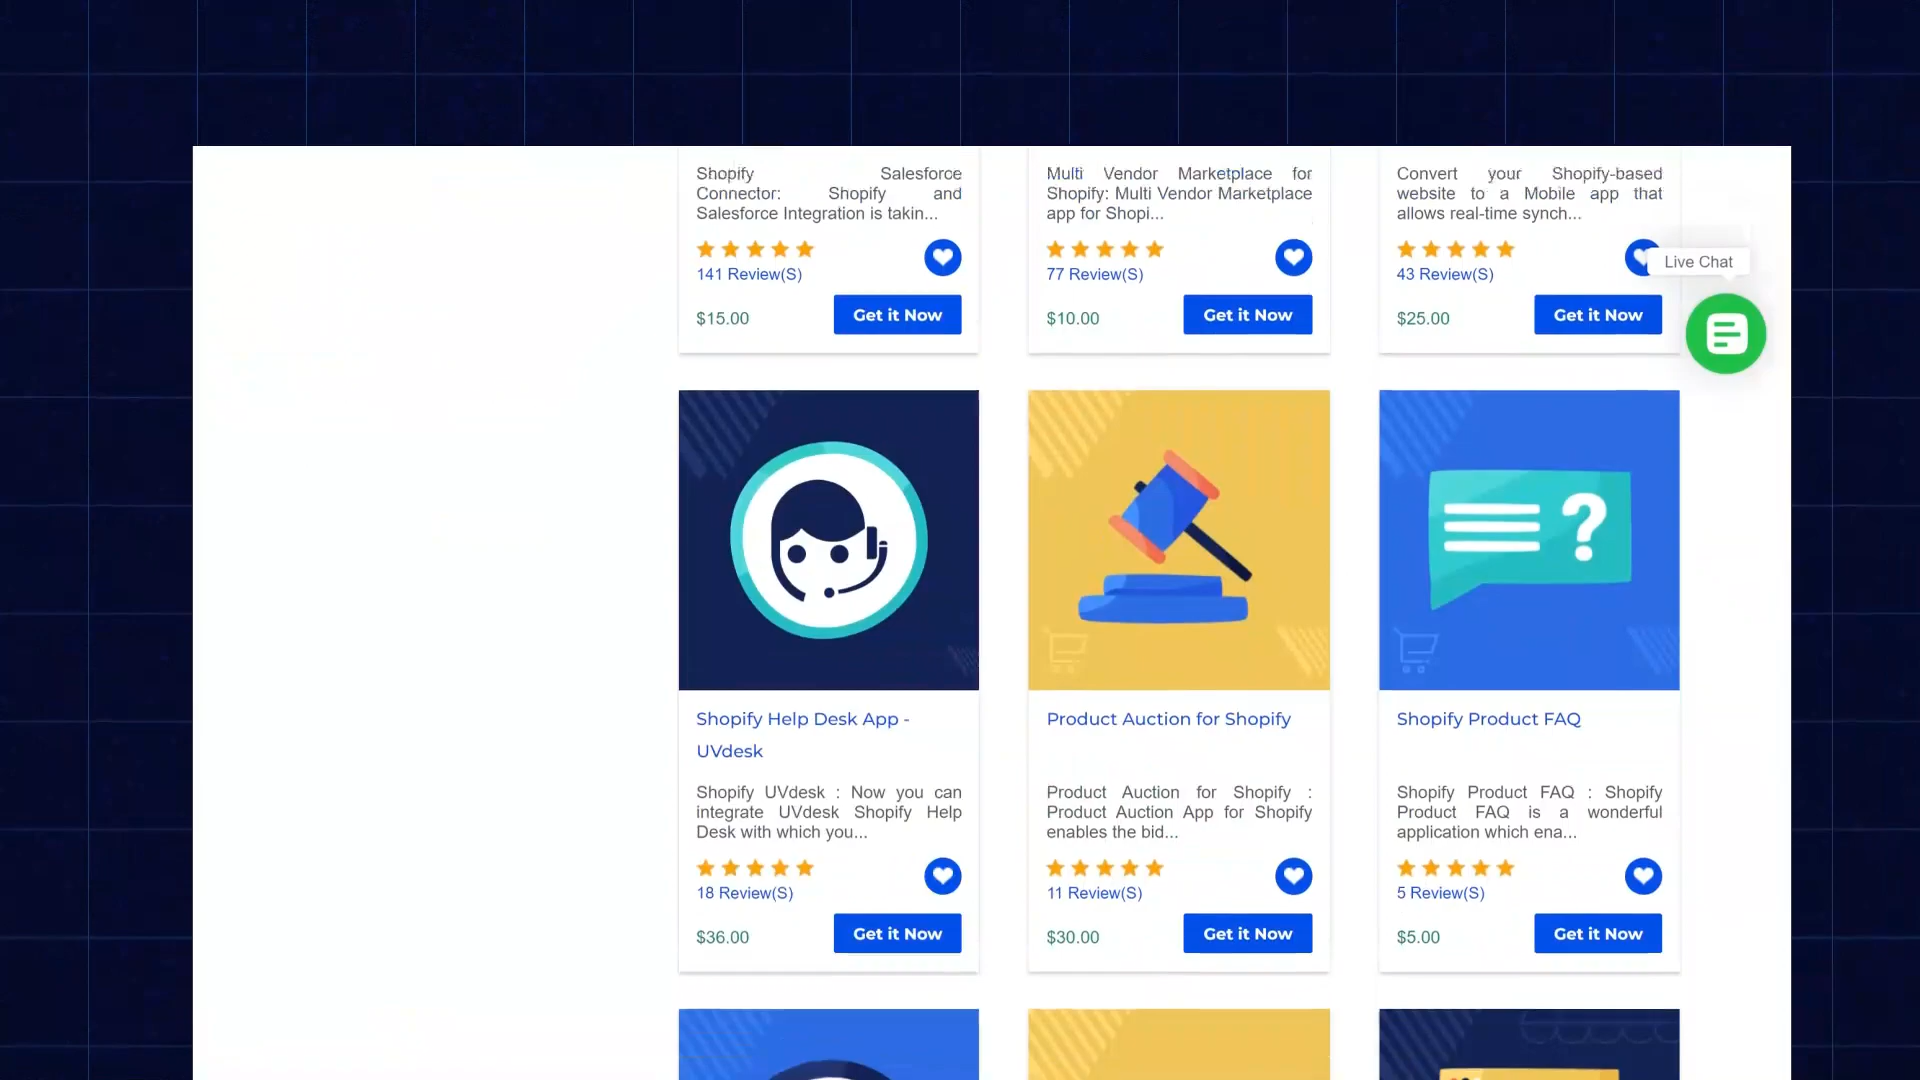 Shopify Salesforce
Connector: Shopify and
Salesforce Integration is takin...
141 Review(S)
$15.00
Get it Now
Multi Vendor Marketplace for
Shopify: Multi Vendor Marketplace
app for Shopi...
77 Review(S)
$10.00
Get it Now
Convert your Shopify-based
website to a Mobile app that
allows real-time synch...
43 Review(S)
$25.00
Get it Now
Live Chat
Shopify Help Desk App -
UVdesk
Shopify UVdesk : Now you can
integrate UVdesk Shopify Help
Desk with which you...
18 Review(S)
$36.00
Get it Now
Product Auction for Shopify
Product Auction for Shopify :
Product Auction App for Shopify
enables the bid...
11 Review(S)
$30.00
Get it Now
?
Shopify Product FAQ
Shopify Product FAQ : Shopify
Product FAQ is a wonderful
application which ena...
5 Review(S)
$5.00
Get it Now